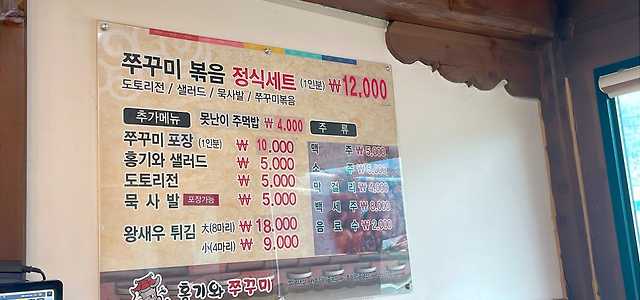 쭈꾸미 볶음 정식세트 (1인분) ₩12,000
도토리전 / 샐러드 / 묵사발 / 쭈꾸미볶음
추가메뉴 못난이 주먹밥 ₩ 4,000
쭈꾸미 포장 (1인분) ₩ 10.000
홍기와 샐러드 ₩ 5.000
도토리전 ₩ 5.000
묵 사 발 포장가능 ₩ 5.000
왕새우 튀김 大(8마리) ₩ 18.000
小(4마리) ₩ 9.000
주 류
맥 주 ₩ 5,000
소 주 ₩ 5,000
막 걸 리 ₩ 4,000
백 세 주 ₩ 8,000
음 료 수 ₩ 2,000
홍기와 쭈꾸미